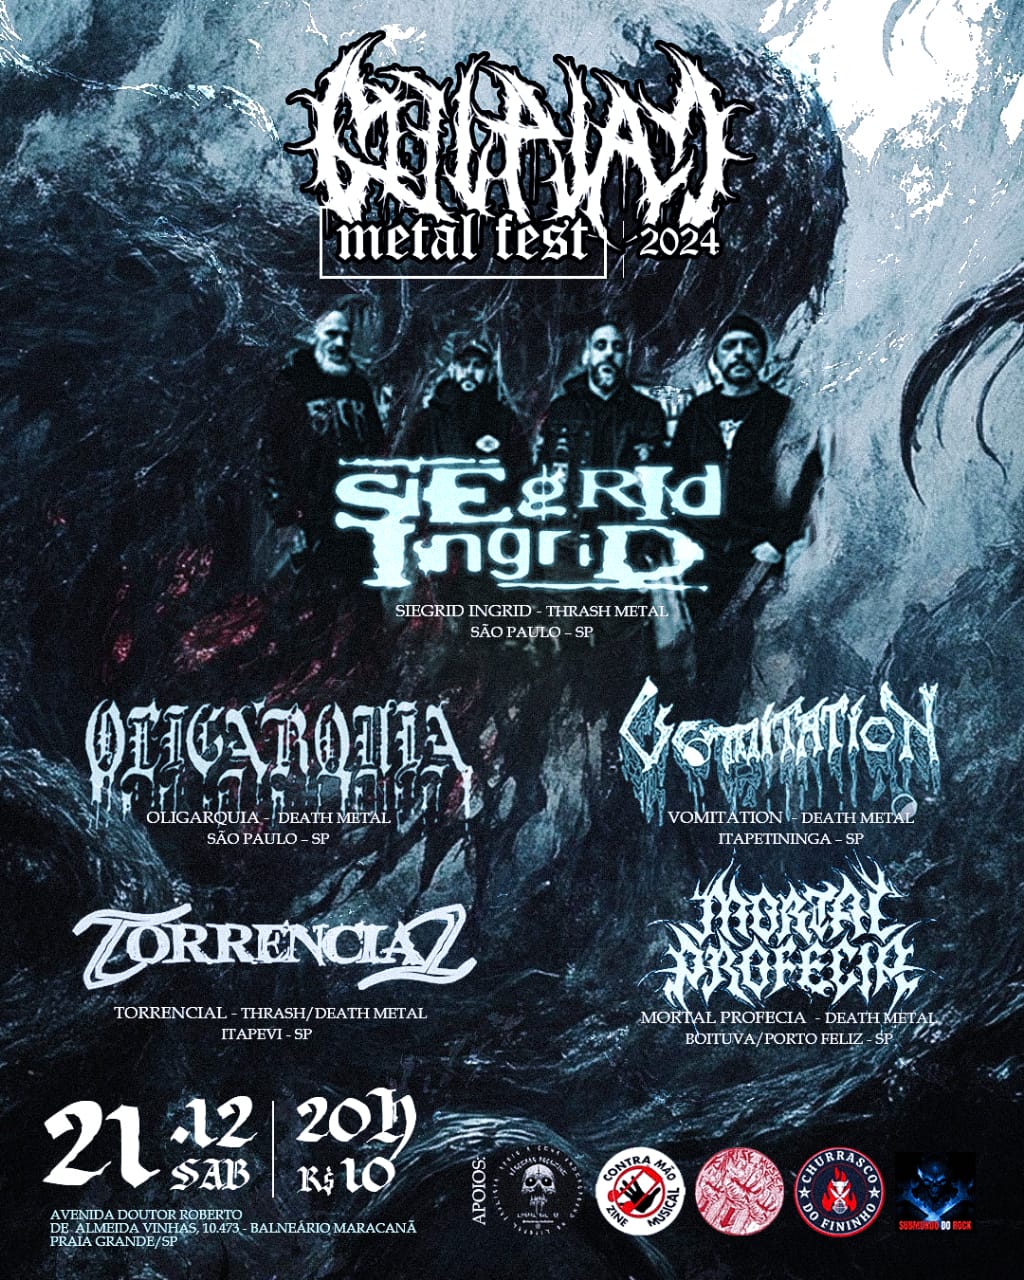 metal fest 2024
SiEgRId
IngriD
SIEGRID INGRID - THRASH METAL
SÃO PAULO – SP
OLIGARQUIA
OLIGARQUIA - DEATH METAL
SÃO PAULO – SP
VOMITATION
VOMITATION - DEATH METAL
ITAPETININGA – SP
TORRENCIAL
TORRENCIAL - THRASH/DEATH METAL
ITAPEVI - SP
MORTAL
PROFECIA
MORTAL PROFECIA - DEATH METAL
BOITUVA/PORTO FELIZ - SP
21.12
SAB
20H
R$ 10
AVENIDA DOUTOR ROBERTO
DE ALMEIDA VINHAS, 10.473 - BALNEÁRIO MARACANÃ
PRAIA GRANDE/SP
APOIOS:
CONTRA MÃO
ZINE MUSICAL
CHURRASCO
DO FININHO
SUBMUNDO DO ROCK